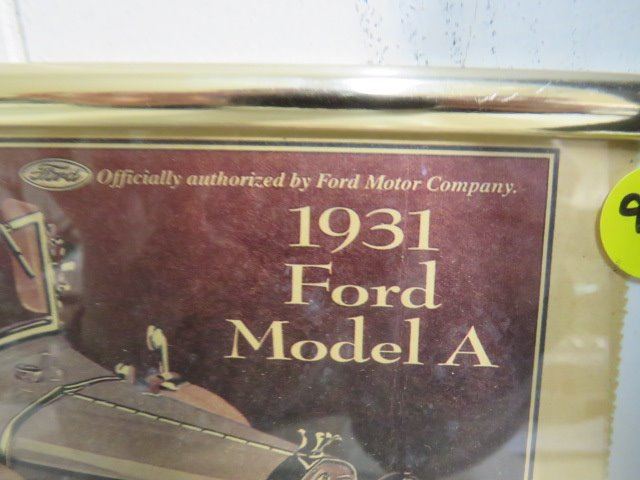 Ford Officially authorized by Ford Motor Company.
1931
Ford
Model A